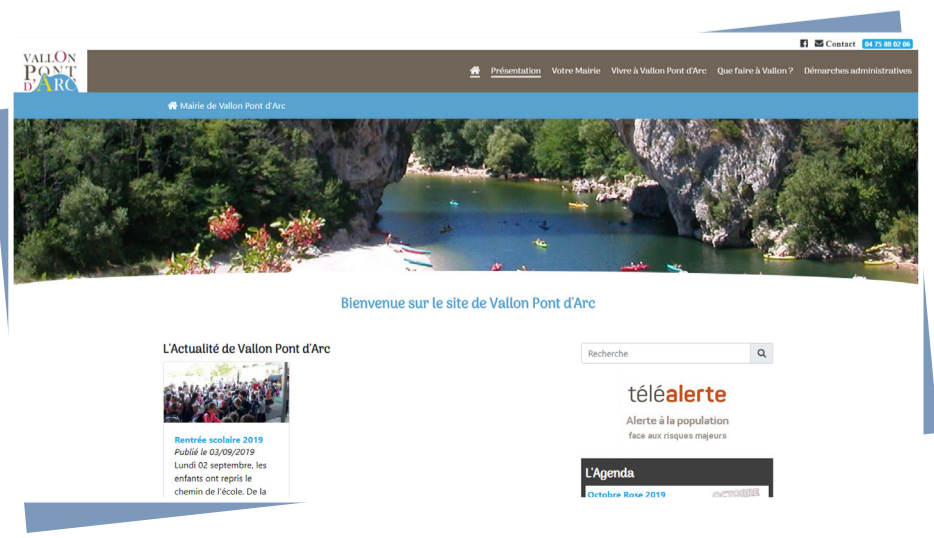 Contact 04 75 88 02 06
VALLON
PONT
D'ARC
Présentation Votre Mairie Vivre à Vallon Pont d'Arc Que faire à Vallon ? Démarches administratives
Mairie de Vallon Pont d'Arc
Bienvenue sur le site de Vallon Pont d'Arc
L'Actualité de Vallon Pont d'Arc
Rentrée scolaire 2019
Publié le 03/09/2019
Lundi 02 septembre, les
enfants ont repris le
chemin de l'école. De la
Recherche
téléalerte
Alerte à la population
face aux risques majeurs
L'Agenda
Octobre Rose 2019
OCTOBRE